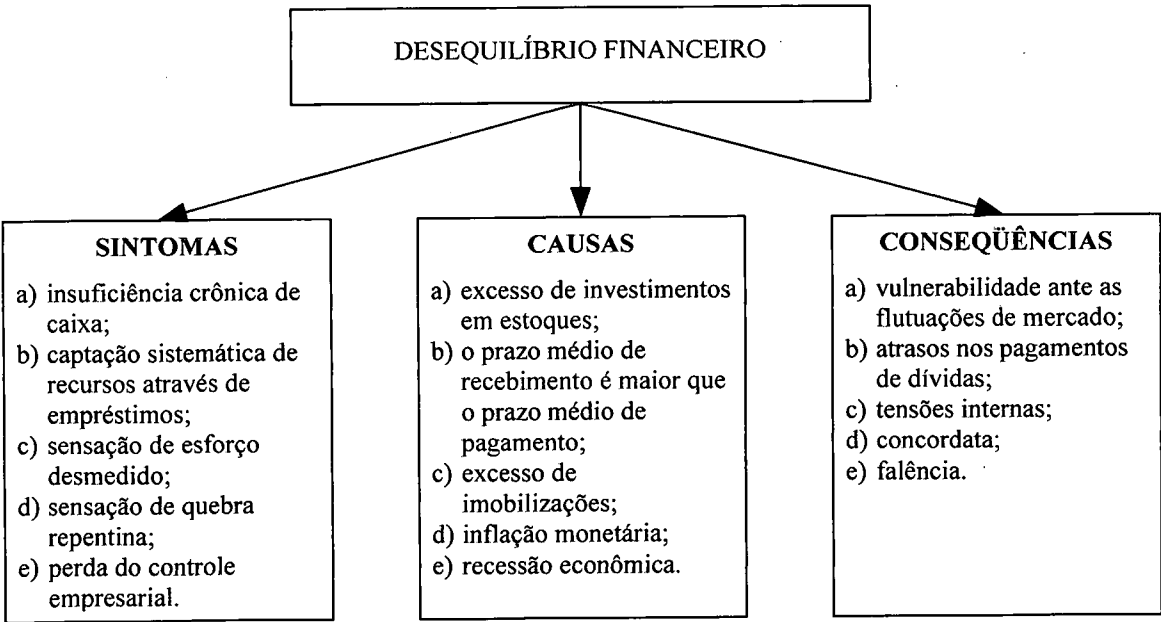 DESEQUILÍBRIO FINANCEIRO
SINTOMAS
a) insuficiência crônica de
caixa;
b) captação sistemática de
recursos através de
empréstimos;
c) sensação de esforço
desmedido;
d) sensação de quebra
repentina;
e) perda do controle
empresarial.
CAUSAS
a) excesso de investimentos
em estoques;
b) o prazo médio de
recebimento é maior que
o prazo médio de
pagamento;
c) excesso de
imobilizações;
d) inflação monetária;
e) recessão econômica.
CONSEQÜÊNCIAS
a) vulnerabilidade ante as
flutuações de mercado;
b) atrasos nos pagamentos
de dívidas;
c) tensões internas;
d) concordata;
e) falência.